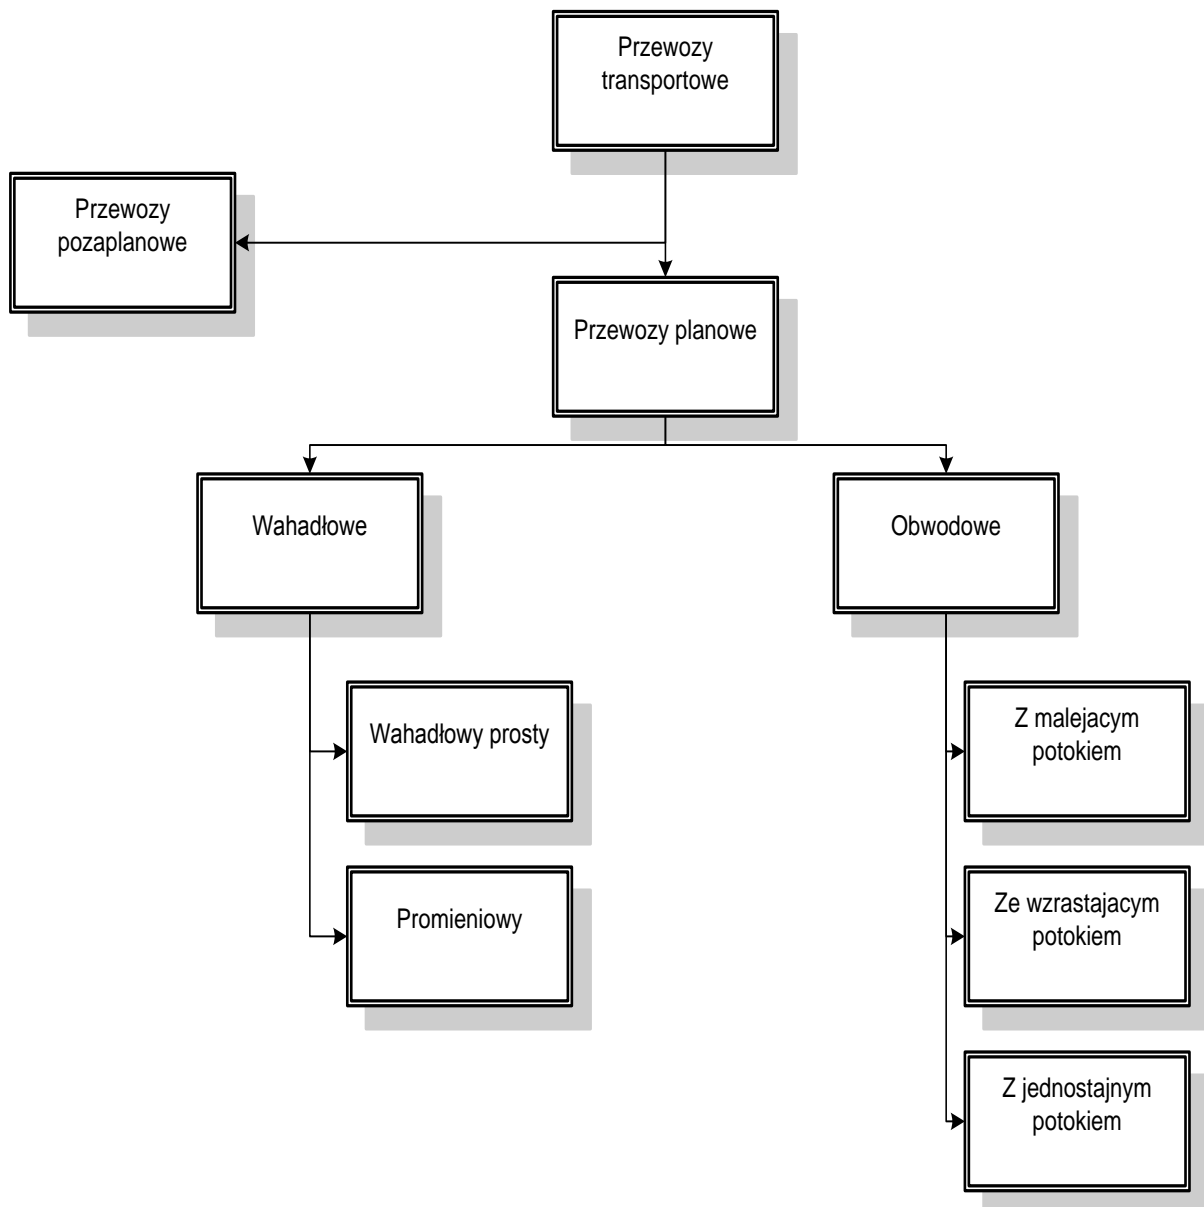 Przewozy
transportowe
Przewozy
pozaplanowe
Przewozy planowe
Wahadłowe
Obwodowe
Wahadłowy prosty
Z malejacym
potokiem
Promieniowy
Ze wzrastajacym
potokiem
Z jednostajnym
potokiem